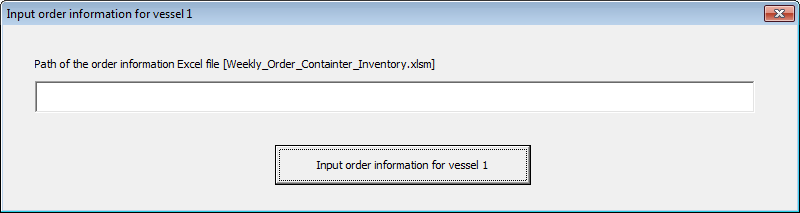 Input order information for vessel 1
Path of the order information Excel file [Weekly_Order_Containter_Inventory.xlsm]
Input order information for vessel 1